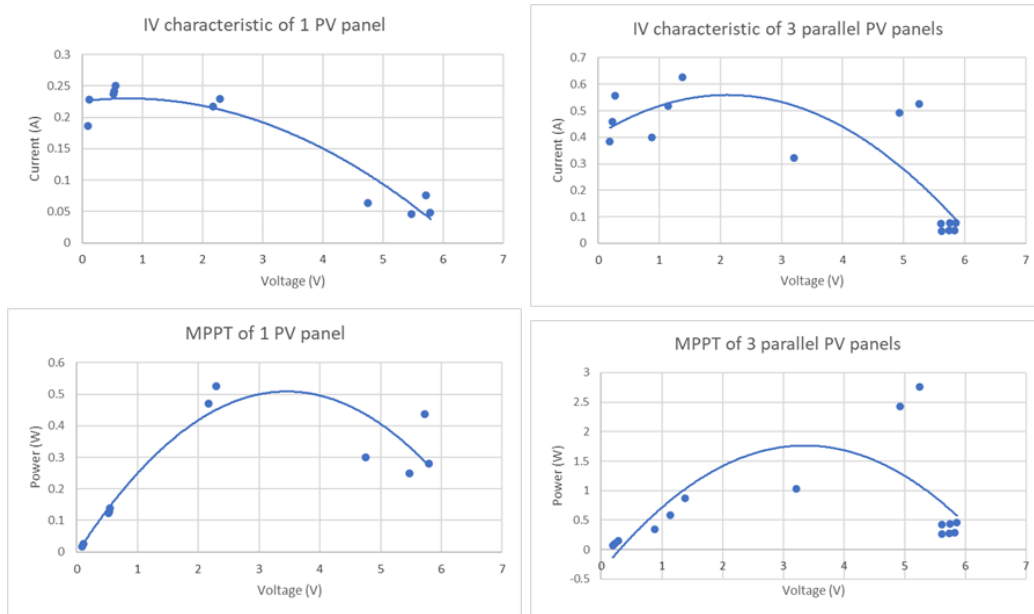 IV characteristic of 1 PV panel
0.3
0.25
0.2
0.15
0.1
0.05
0
Current (A)
0 1 2 3 4 5 6 7
Voltage (V)
IV characteristic of 3 parallel PV panels
0.7
0.6
0.5
0.4
0.3
0.2
0.1
0
Current (A)
0 1 2 3 4 5 6 7
Voltage (V)
MPPT of 1 PV panel
0.6
0.5
0.4
0.3
0.2
0.1
0
Power (W)
0 1 2 3 4 5 6 7
Voltage (V)
MPPT of 3 parallel PV panels
3
2.5
2
1.5
1
0.5
0
-0.5
Power (W)
0 1 2 3 4 5 6 7
Voltage (V)